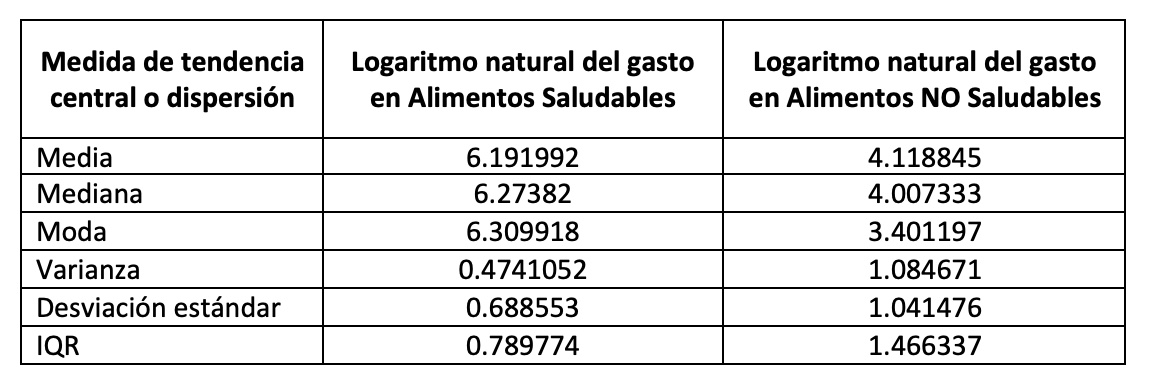 Medida de tendencia central o dispersión | Logaritmo natural del gasto en Alimentos Saludables | Logaritmo natural del gasto en Alimentos NO Saludables
Media 6.191992 4.118845
Mediana 6.27382 4.007333
Moda 6.309918 3.401197
Varianza 0.4741052 1.084671
Desviación estándar 0.688553 1.041476
IQR 0.789774 1.466337